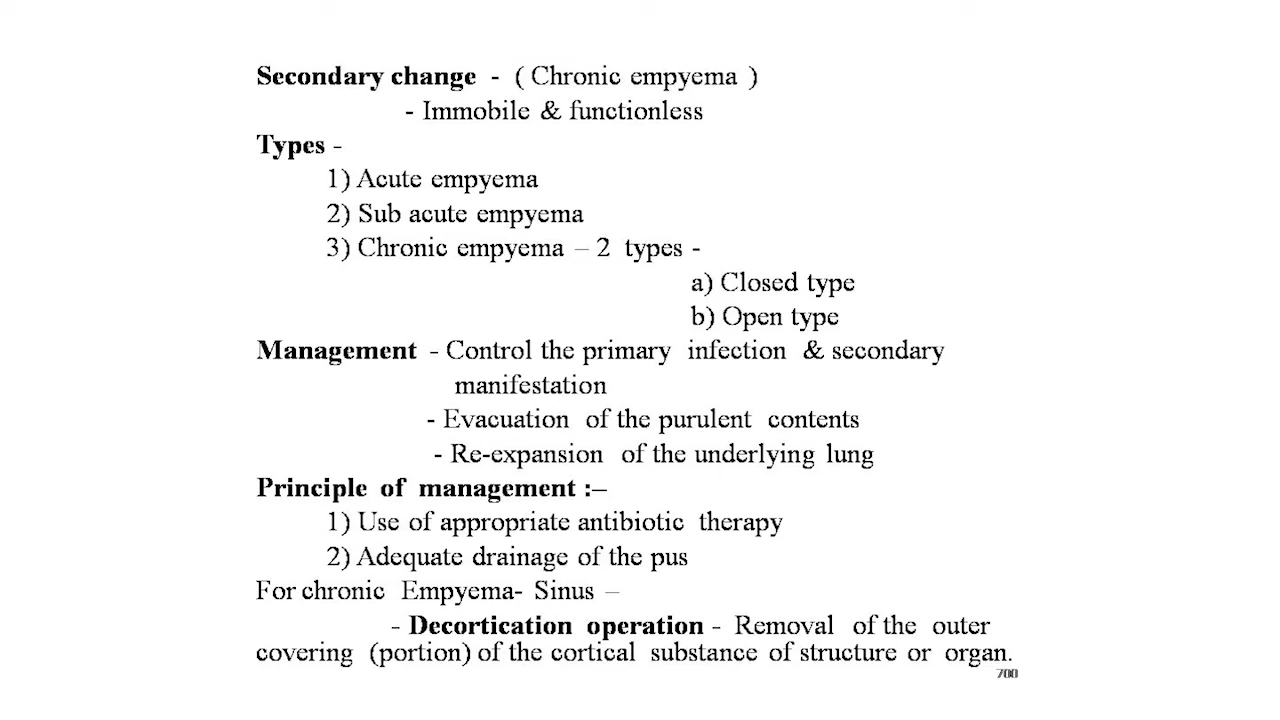 Secondary change - ( Chronic empyema )
- Immobile & functionless
Types -
1) Acute empyema
2) Sub acute empyema
3) Chronic empyema – 2 types -
a) Closed type
b) Open type
Management - Control the primary infection & secondary
manifestation
- Evacuation of the purulent contents
- Re-expansion of the underlying lung
Principle of management :–
1) Use of appropriate antibiotic therapy
2) Adequate drainage of the pus
For chronic Empyema- Sinus –
- Decortication operation - Removal of the outer
covering (portion) of the cortical substance of structure or organ.
700